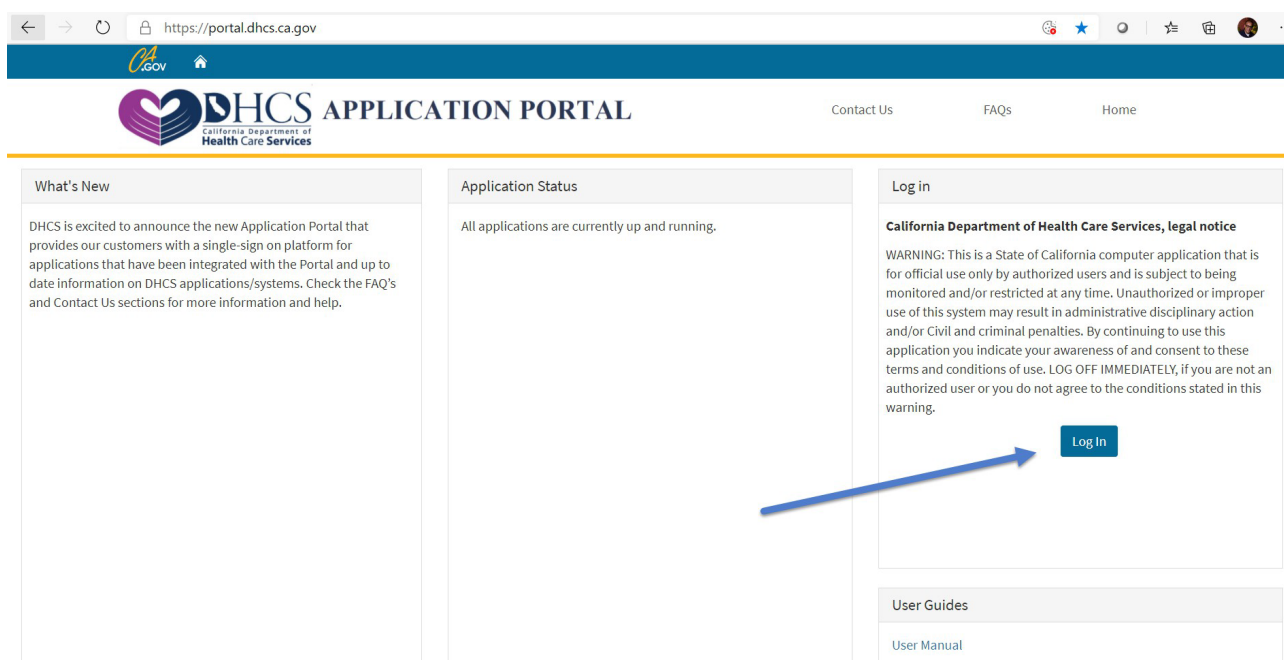 https://portal.dhcs.ca.gov
CA.GOV
DHCS APPLICATION PORTAL
California Department of
Health Care Services
Contact Us
FAQs
Home
What's New
DHCS is excited to announce the new Application Portal that
provides our customers with a single-sign on platform for
applications that have been integrated with the Portal and up to
date information on DHCS applications/systems. Check the FAQ's
and Contact Us sections for more information and help.
Application Status
All applications are currently up and running.
Log in
California Department of Health Care Services, legal notice
WARNING: This is a State of California computer application that is
for official use only by authorized users and is subject to being
monitored and/or restricted at any time. Unauthorized or improper
use of this system may result in administrative disciplinary action
and/or Civil and criminal penalties. By continuing to use this
application you indicate your awareness of and consent to these
terms and conditions of use. LOG OFF IMMEDIATELY, if you are not an
authorized user or you do not agree to the conditions stated in this
warning.
Log In
User Guides
User Manual